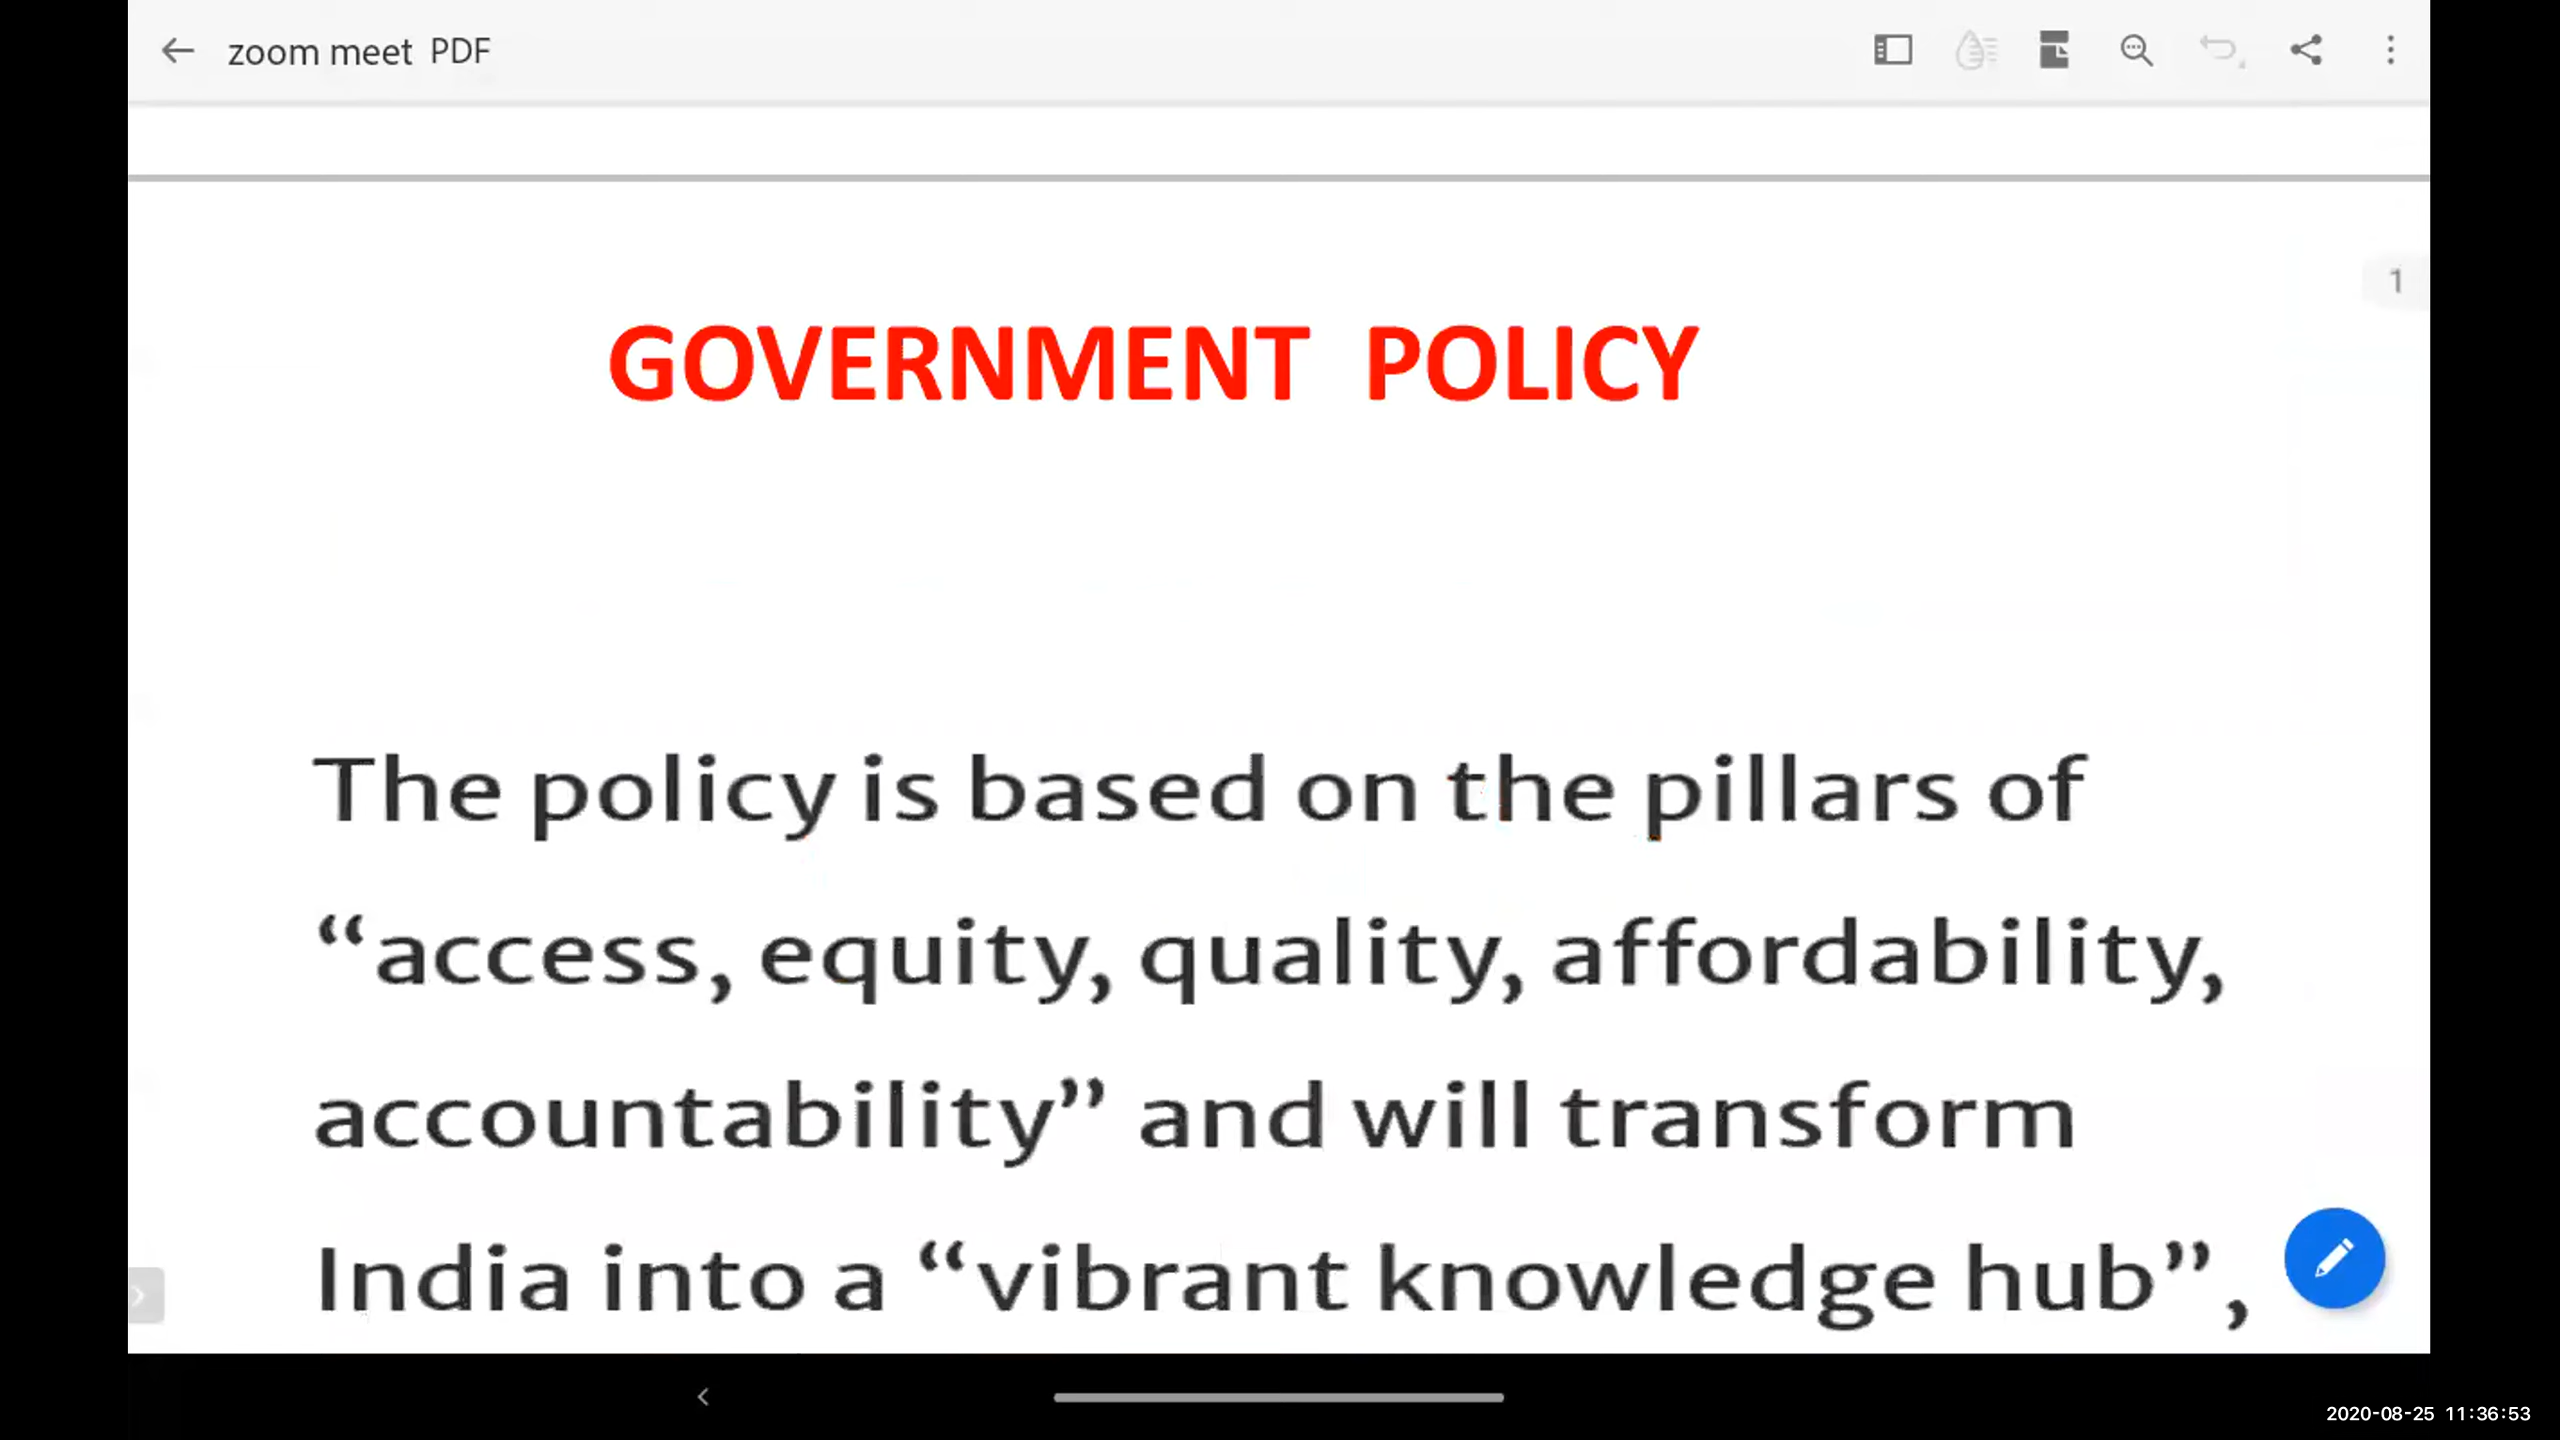 zoom meet PDF
1
GOVERNMENT POLICY
The policy is based on the pillars of
“access, equity, quality, affordability,
accountability” and will transform
India into a “vibrant knowledge hub”,
2020-08-25 11:36:53